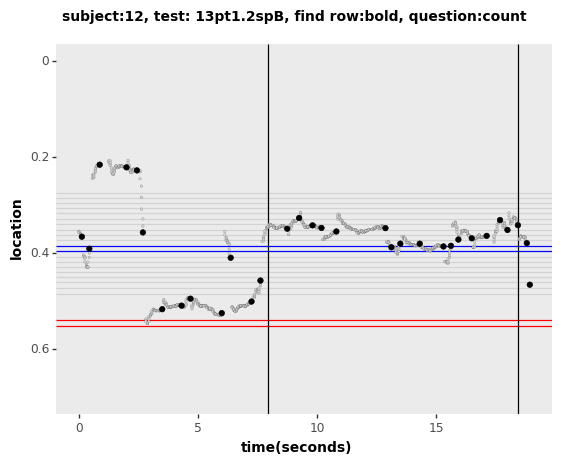 subject:12, test: 13pt1.2spB, find row:bold, question:count
0
0.2
0.4
0.6
location
0
5
10
15
time(seconds)